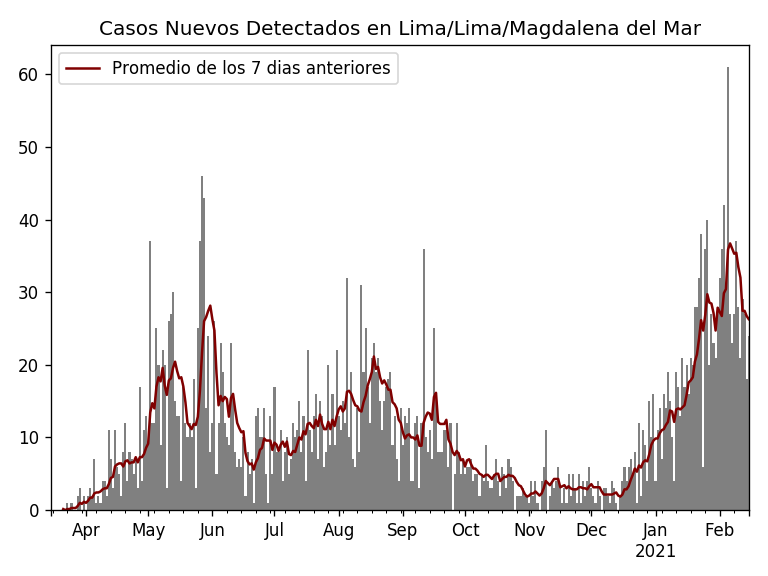 Casos Nuevos Detectados en Lima/Lima/Magdalena del Mar
Promedio de los 7 dias anteriores
60
50
40
30
20
10
0
Apr May Jun Jul Aug Sep Oct Nov Dec Jan Feb
2021